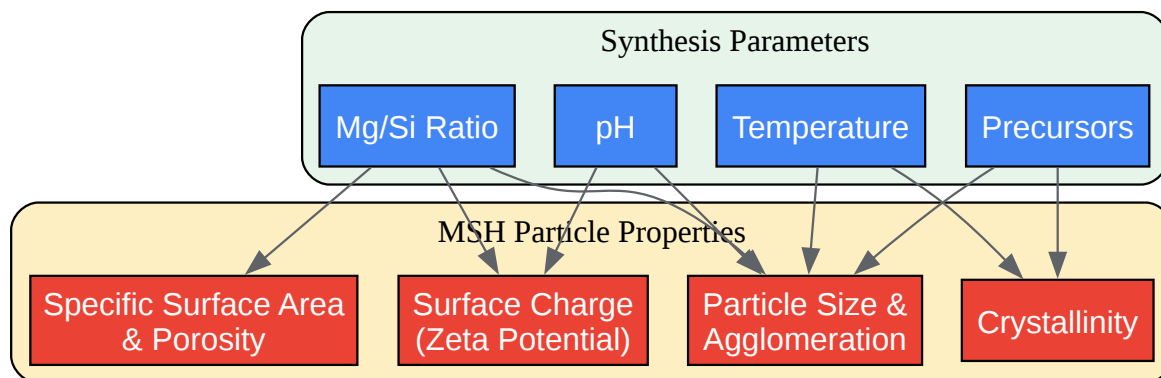 Synthesis Parameters
Mg/Si Ratio
pH
Temperature
Precursors
MSH Particle Properties
Specific Surface Area
& Porosity
Surface Charge
(Zeta Potential)
Particle Size &
Agglomeration
Crystallinity